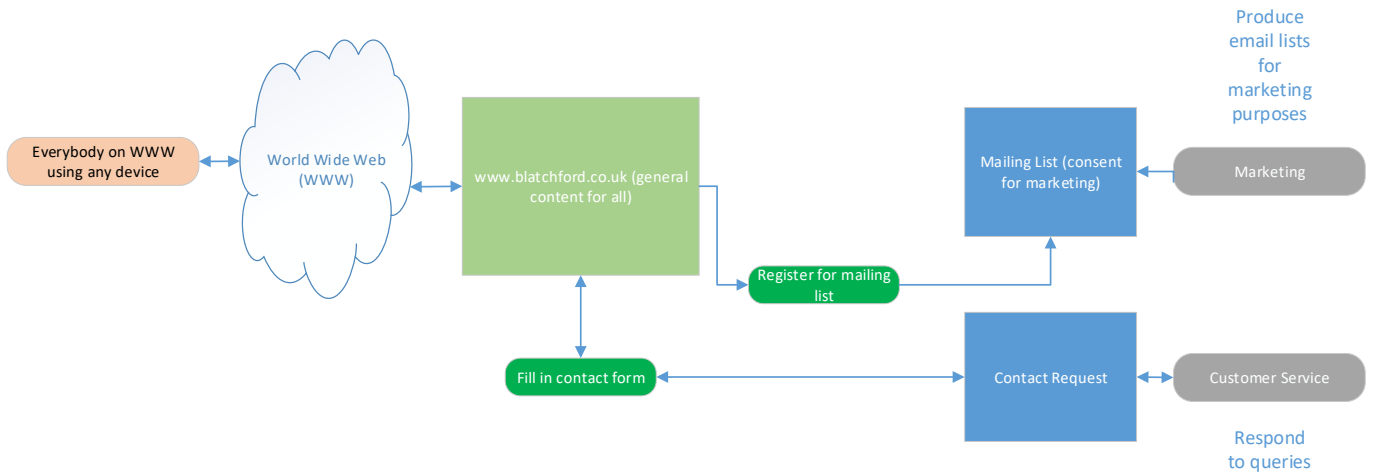 Everybody on WWW
using any device
World Wide Web
(WWW)
www.blatchford.co.uk (general
content for all)
Register for mailing
list
Fill in contact form
Mailing List (consent
for marketing)
Contact Request
Produce
email lists
for
marketing
purposes
Marketing
Customer Service
Respond
to queries